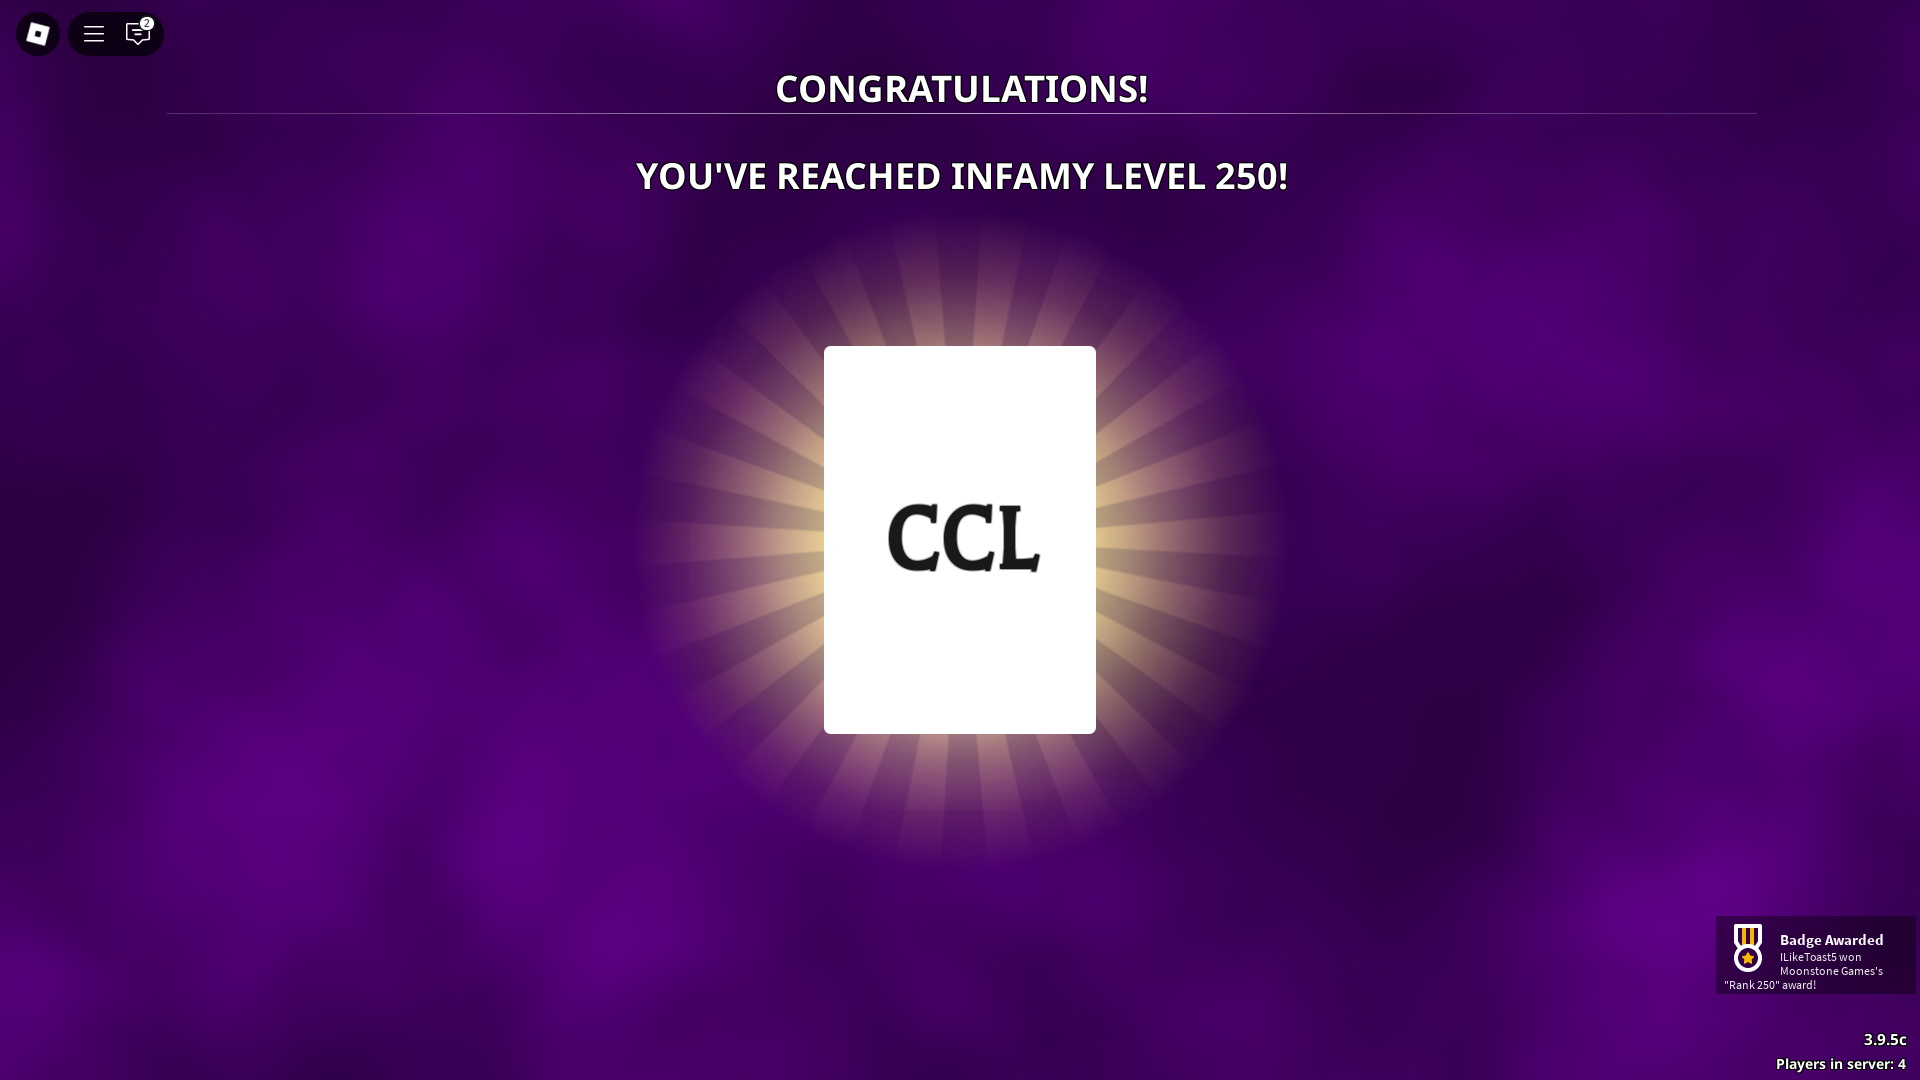 2
CONGRATULATIONS!
YOU'VE REACHED INFAMY LEVEL 250!
CCL
Badge Awarded
ILikeToast5 won
Moonstone Games's
"Rank 250" award!
3.9.5c
Players in server: 4